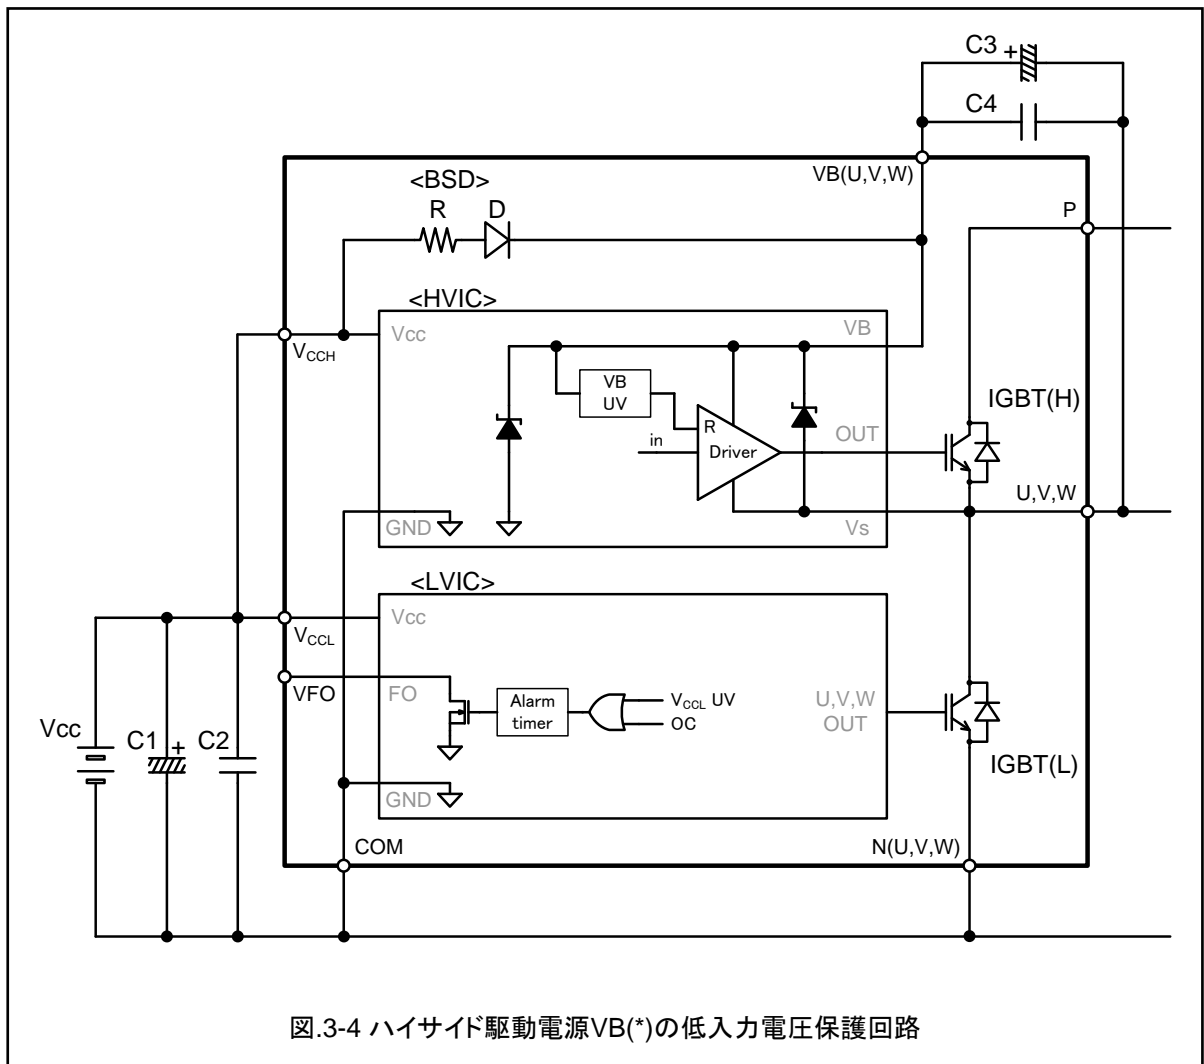 C3
+
C4
VB(U,V,W)
<BSD>
R
D
P
<HVIC>
Vcc
VB
VCCH
VB
UV
IGBT(H)
R
OUT
in
Driver
U,V,W
GND
Vs
<LVIC>
Vcc
VCCL
VFO
FO
Alarm
timer
VCCL UV
OC
U,V,W
OUT
Vcc
C1
+
C2
IGBT(L)
GND
COM
N(U,V,W)
図.3-4 ハイサイド駆動電源VB(*)の低入力電圧保護回路